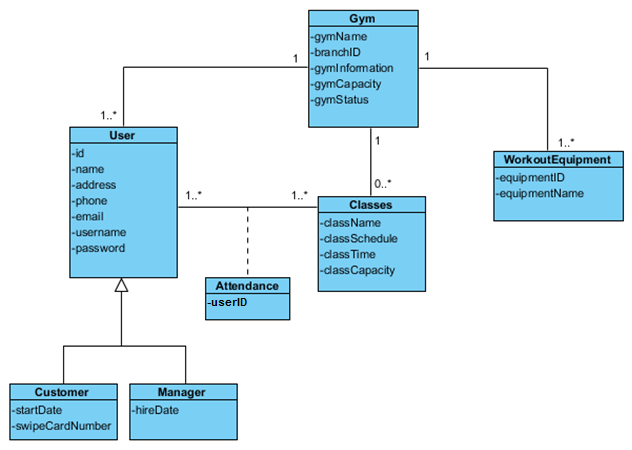 Gym
-gymName
-branchID
-gymInformation
-gymCapacity
-gymStatus
1
1
1..*
1
0..*
1..*
User
-id
-name
-address
-phone
-email
-username
-password
WorkoutEquipment
-equipmentID
-equipmentName
1..*
1..*
Classes
-className
-classSchedule
-classTime
-classCapacity
Attendance
-userID
Customer
-startDate
-swipeCardNumber
Manager
-hireDate